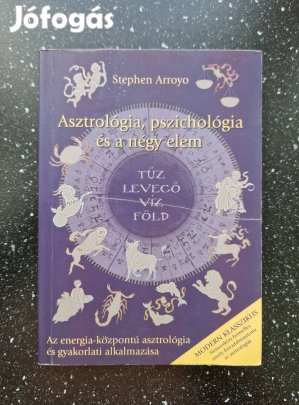 Jófogás
Stephen Arroyo
Asztrológia, pszichológia
és a négy elem
TŰZ
LEVEGŐ
VÍZ
FÖLD
Az energia-központú asztrológia
és gyakorlati alkalmazása
MODERN KLASSZIKUS